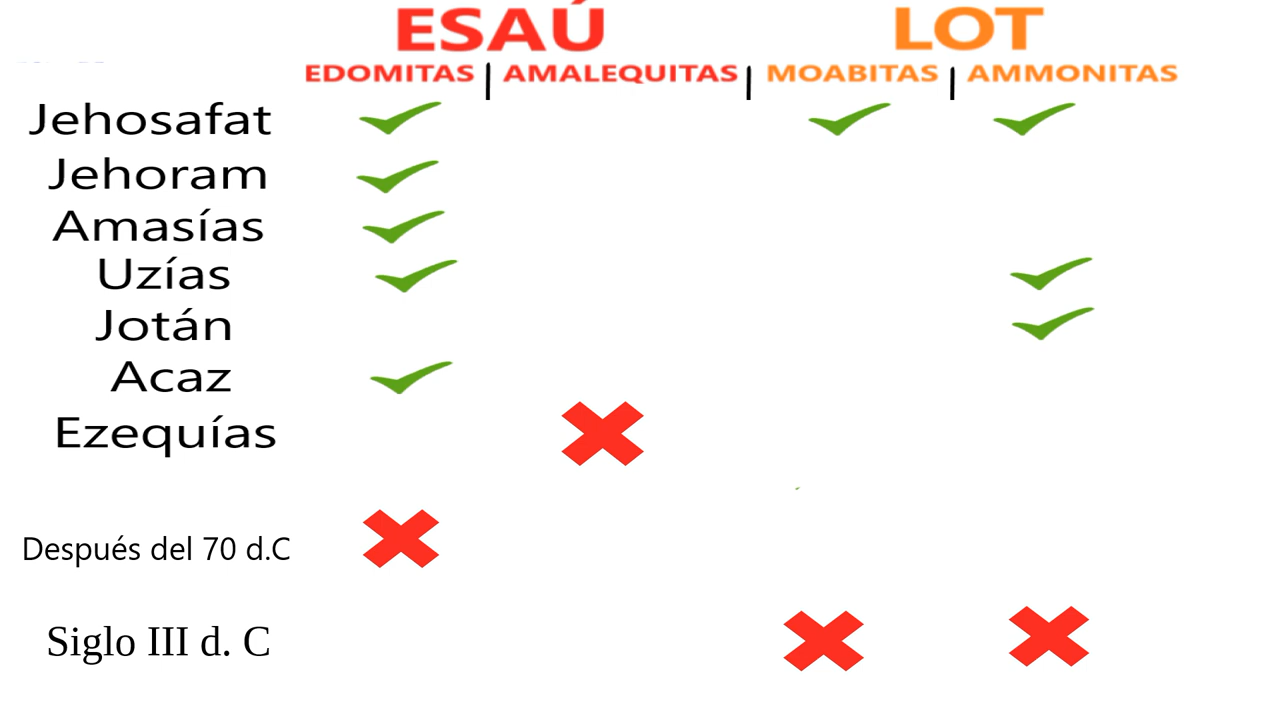 ESAÚ LOT
EDOMITAS | AMALEQUITAS | MOABITAS | AMMONITAS
Jehosafat
Jehoram
Amasías
Uzías
Jotán
Acaz
Ezequías
Después del 70 d.C
Siglo III d. C